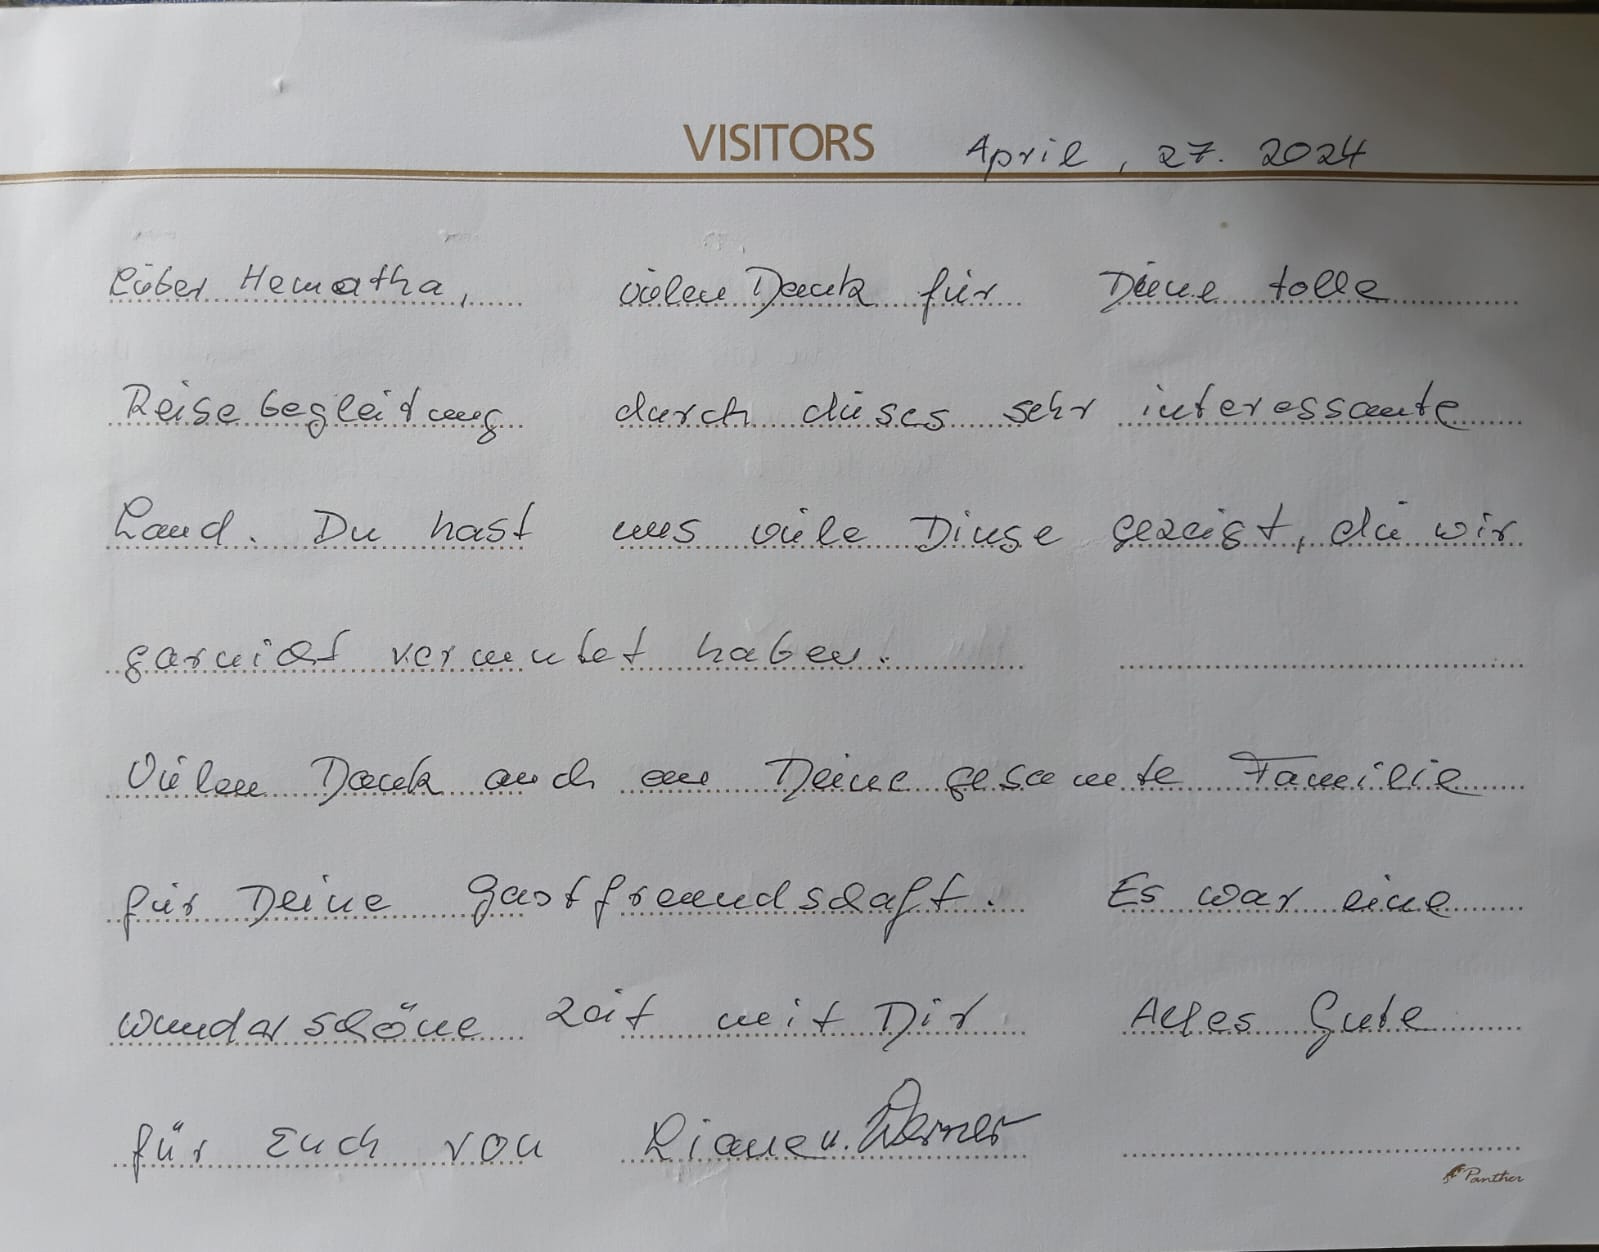 VISITORS April, 27. 2024
Lieber Hematha, vielen Dank für Deine tolle
Reisebegleitung durch dieses sehr interessante
Land. Du hast uns viele Dinge gezeigt, die wir
garnicht vermutet haben.
Vielen Dank auch an Deine gesamte Familie
für Deine Gastfreundschaft. Es war eine
wunderschöne Zeit mit Dir Alles Gute
für Euch von Liane u. Werner
Panther